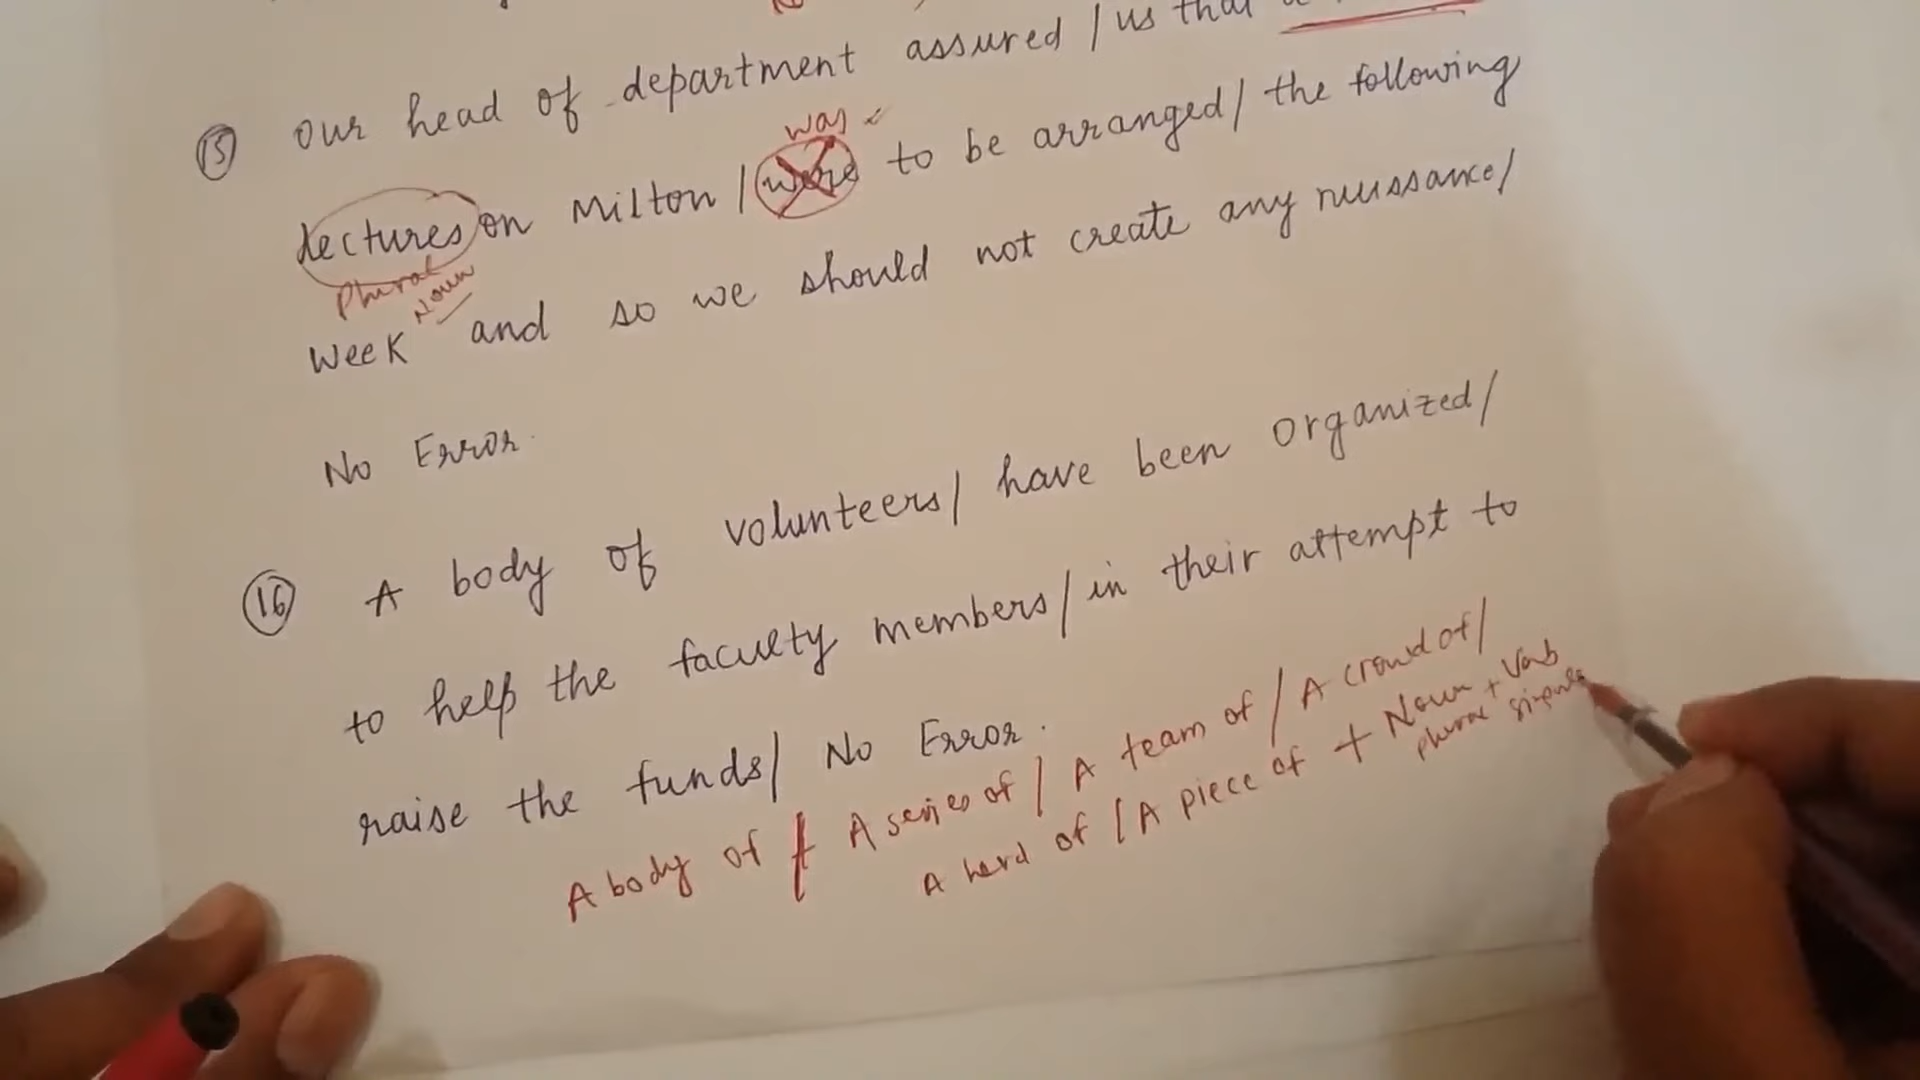 15 Our head of department assured / us that a
was
lectures on Milton / were to be arranged / the following
Plural Noun
week and so we should not create any nuissance /
No Error.
16 A body of volunteers / have been organized /
to help the faculty members / in their attempt to
raise the funds / No Error.
A body of / A series of / A team of / A crowd of /
A herd of / A piece of + Noun + Verb
plural singular